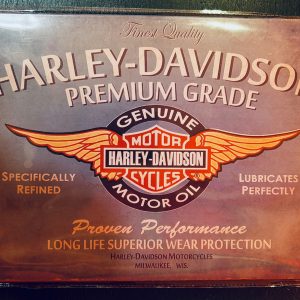 Finest Quality
HARLEY-DAVIDSON
PREMIUM GRADE
GENUINE
MOTOR
HARLEY-DAVIDSON
CYCLES
MOTOR OIL
SPECIFICALLY
REFINED
LUBRICATES
PERFECTLY
Proven Performance
LONG LIFE SUPERIOR WEAR PROTECTION
HARLEY-DAVIDSON MOTORCYCLES
MILWAUKEE, WIS.